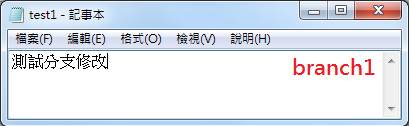 test1 - 記事本
檔案(F) 編輯(E) 格式(O) 檢視(V) 說明(H)
測試分支修改
branch1